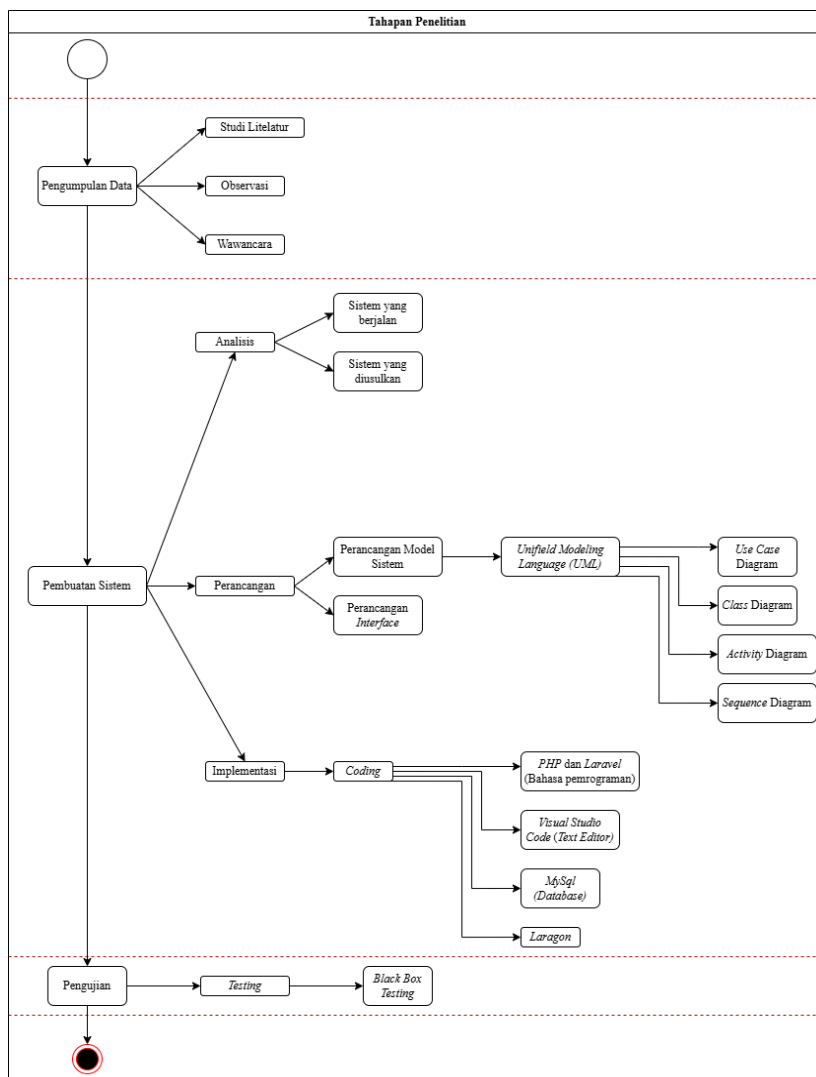 Tahapan Penelitian
Studi Litelatur
Pengumpulan Data
Observasi
Wawancara
Sistem yang
berjalan
Analisis
Sistem yang
diusulkan
Perancangan Model
Sistem
Unifield Modeling
Language (UML)
Use Case
Diagram
Pembuatan Sistem
Perancangan
Perancangan
Interface
Class Diagram
Activity Diagram
Sequence Diagram
Implementasi
Coding
PHP dan Laravel
(Bahasa pemrograman)
Visual Studio
Code (Text Editor)
MySql
(Database)
Laragon
Pengujian
Testing
Black Box
Testing